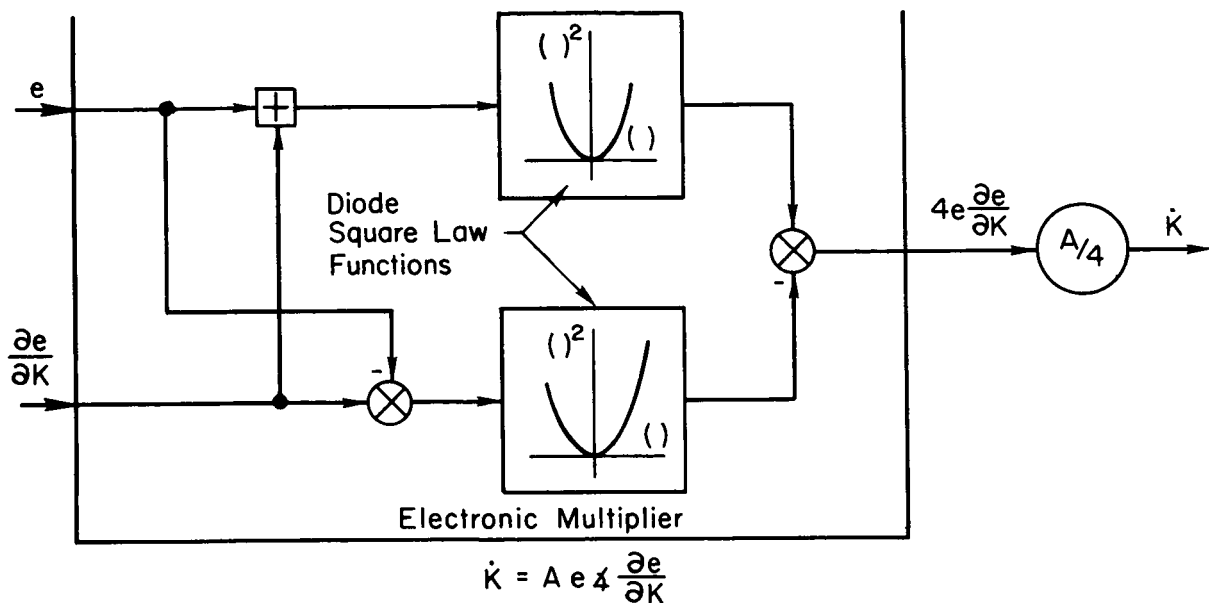 ( )²
e
+
( )
Diode
Square Law
Functions
4e ∂e/∂K
A/4
K̇
-
-
∂e/∂K
( )²
( )
Electronic Multiplier
K̇ = A e ∡ ∂e/∂K